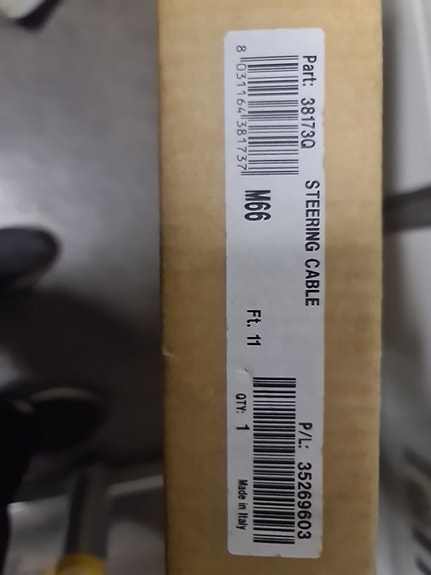 Part: 38173Q
STEERING CABLE
P/L: 35269603
8 031164 381737
M66
Ft. 11
QTY: 1
Made in Italy